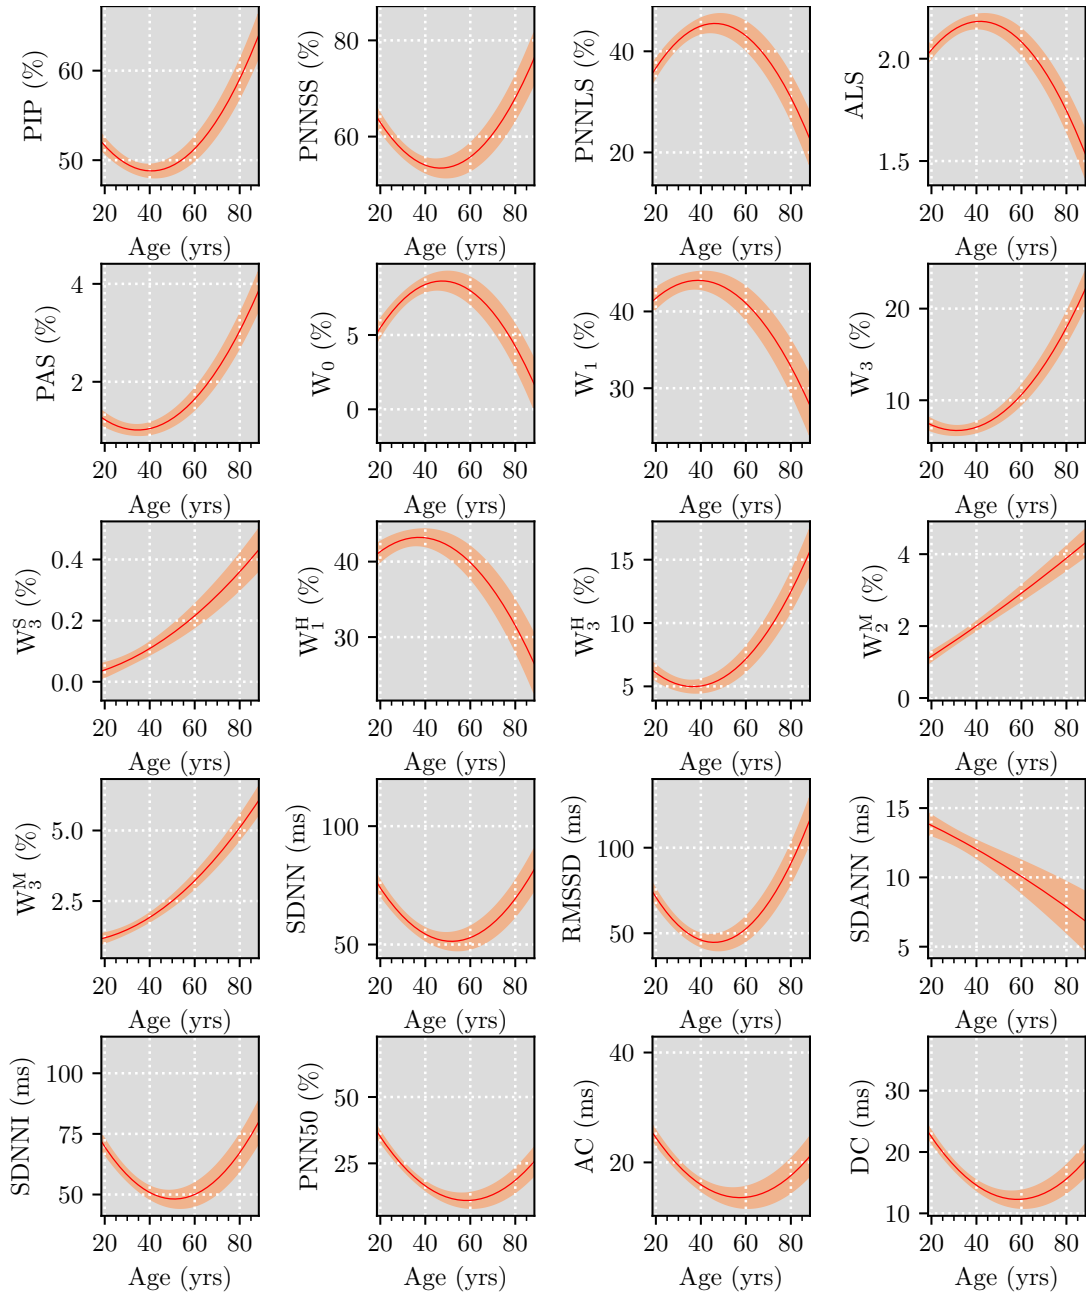 PIP (%)
60
50
20 40 60 80
Age (yrs)
PNNSS (%)
80
60
20 40 60 80
Age (yrs)
PNNLS (%)
40
20
20 40 60 80
Age (yrs)
ALS
2.0
1.5
20 40 60 80
Age (yrs)
PAS (%)
4
2
20 40 60 80
Age (yrs)
W₀ (%)
5
0
20 40 60 80
Age (yrs)
W₁ (%)
40
30
20 40 60 80
Age (yrs)
W₃ (%)
20
10
20 40 60 80
Age (yrs)
W₃ˢ (%)
0.4
0.2
0.0
20 40 60 80
Age (yrs)
W₁ᴴ (%)
40
30
20 40 60 80
Age (yrs)
W₃ᴴ (%)
15
10
5
20 40 60 80
Age (yrs)
W₂ᴹ (%)
4
2
0
20 40 60 80
Age (yrs)
W₃ᴹ (%)
5.0
2.5
20 40 60 80
Age (yrs)
SDNN (ms)
100
50
20 40 60 80
Age (yrs)
RMSSD (ms)
100
50
20 40 60 80
Age (yrs)
SDANN (ms)
15
10
5
20 40 60 80
Age (yrs)
SDNNI (ms)
100
75
50
20 40 60 80
Age (yrs)
PNN50 (%)
50
25
20 40 60 80
Age (yrs)
AC (ms)
40
20
20 40 60 80
Age (yrs)
DC (ms)
30
20
10
20 40 60 80
Age (yrs)